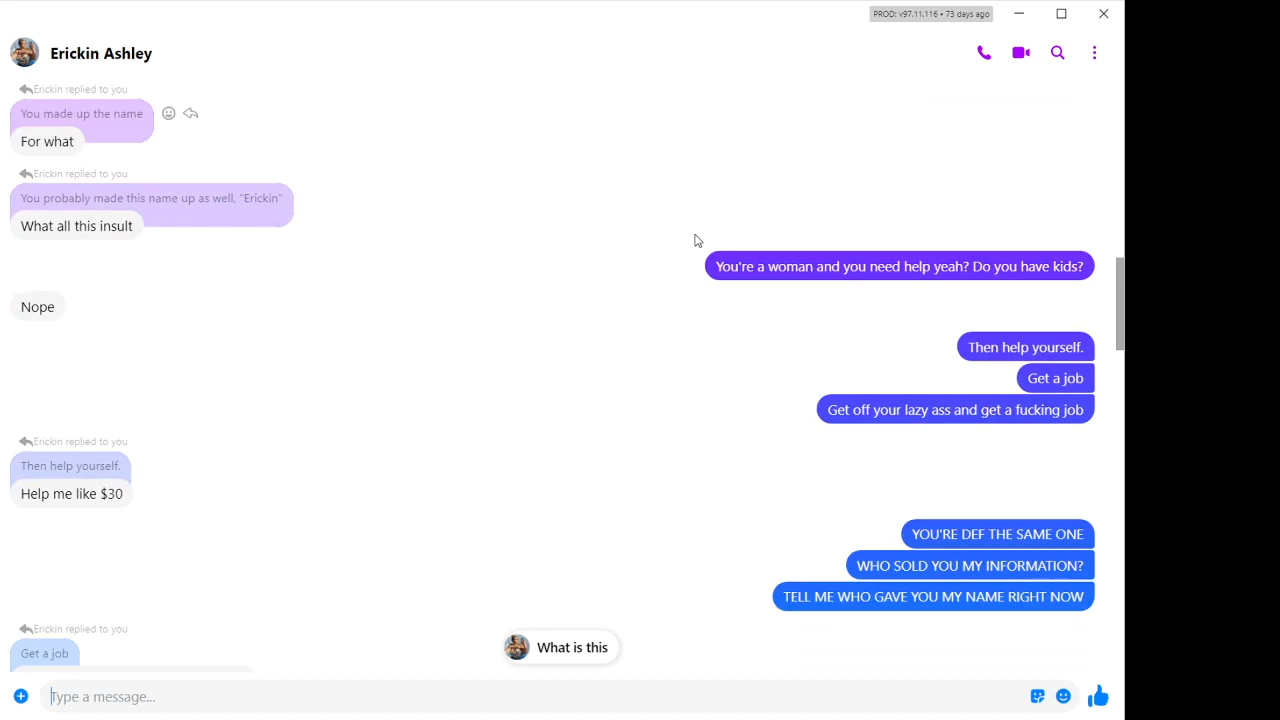 PROD: v97.11.116 • 73 days ago
Erickin Ashley
Erickin replied to you
You made up the name
For what
Erickin replied to you
You probably made this name up as well, "Erickin"
What all this insult
You're a woman and you need help yeah? Do you have kids?
Nope
Then help yourself.
Get a job
Get off your lazy ass and get a fucking job
Erickin replied to you
Then help yourself.
Help me like $30
YOU'RE DEF THE SAME ONE
WHO SOLD YOU MY INFORMATION?
TELL ME WHO GAVE YOU MY NAME RIGHT NOW
Erickin replied to you
Get a job
What is this
Type a message...